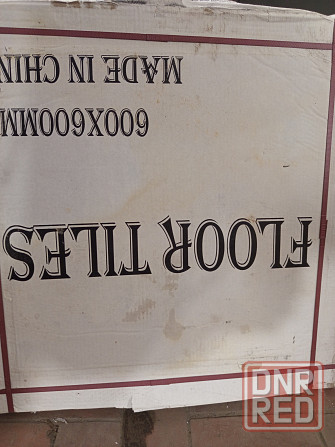 FLOOR TILES
600X600MM
MADE IN CHIN
DNR
RED